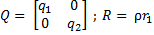 Q = [q₁ 0
0 q₂] ; R = ρr₁